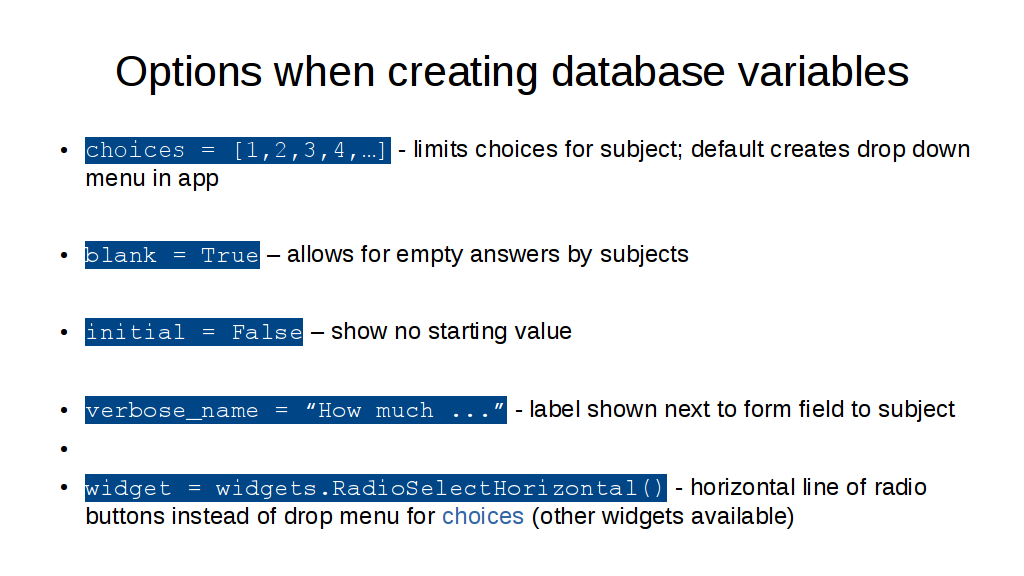 Options when creating database variables
• choices = [1,2,3,4,…] - limits choices for subject; default creates drop down
menu in app
• blank = True – allows for empty answers by subjects
• initial = False – show no starting value
• verbose_name = “How much ...” - label shown next to form field to subject
•
• widget = widgets.RadioSelectHorizontal() - horizontal line of radio
buttons instead of drop menu for choices (other widgets available)